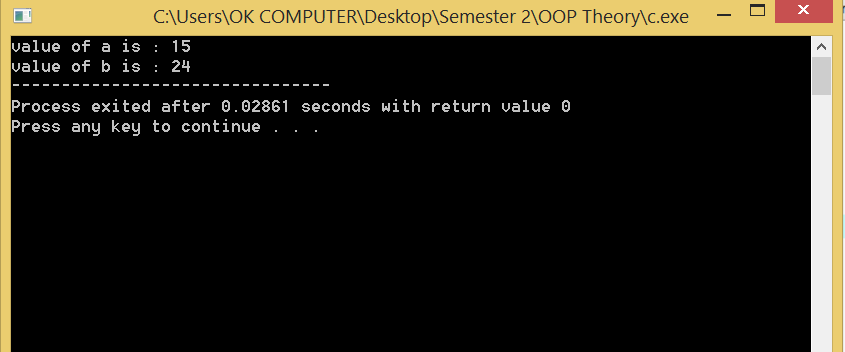 C:\Users\OK COMPUTER\Desktop\Semester 2\OOP Theory\c.exe
value of a is : 15
value of b is : 24
--------------------------------
Process exited after 0.02861 seconds with return value 0
Press any key to continue . . .